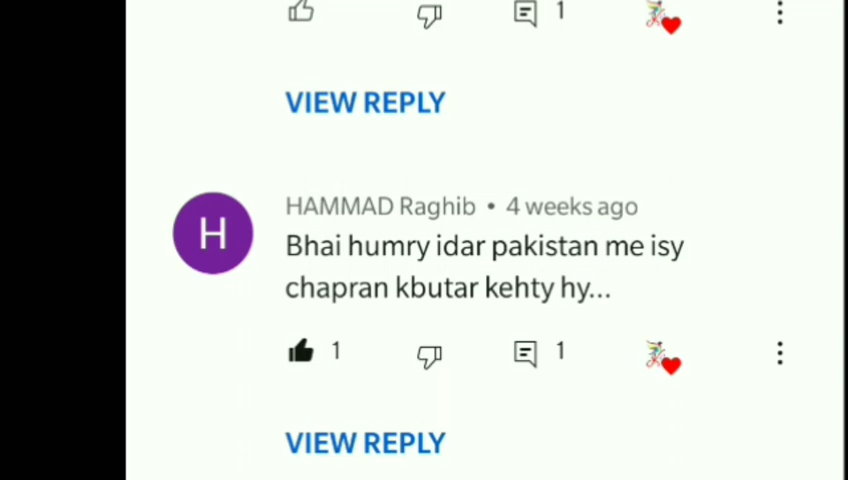 1
VIEW REPLY
H
HAMMAD Raghib • 4 weeks ago
Bhai humry idar pakistan me isy
chapran kbutar kehty hy...
1 1
VIEW REPLY